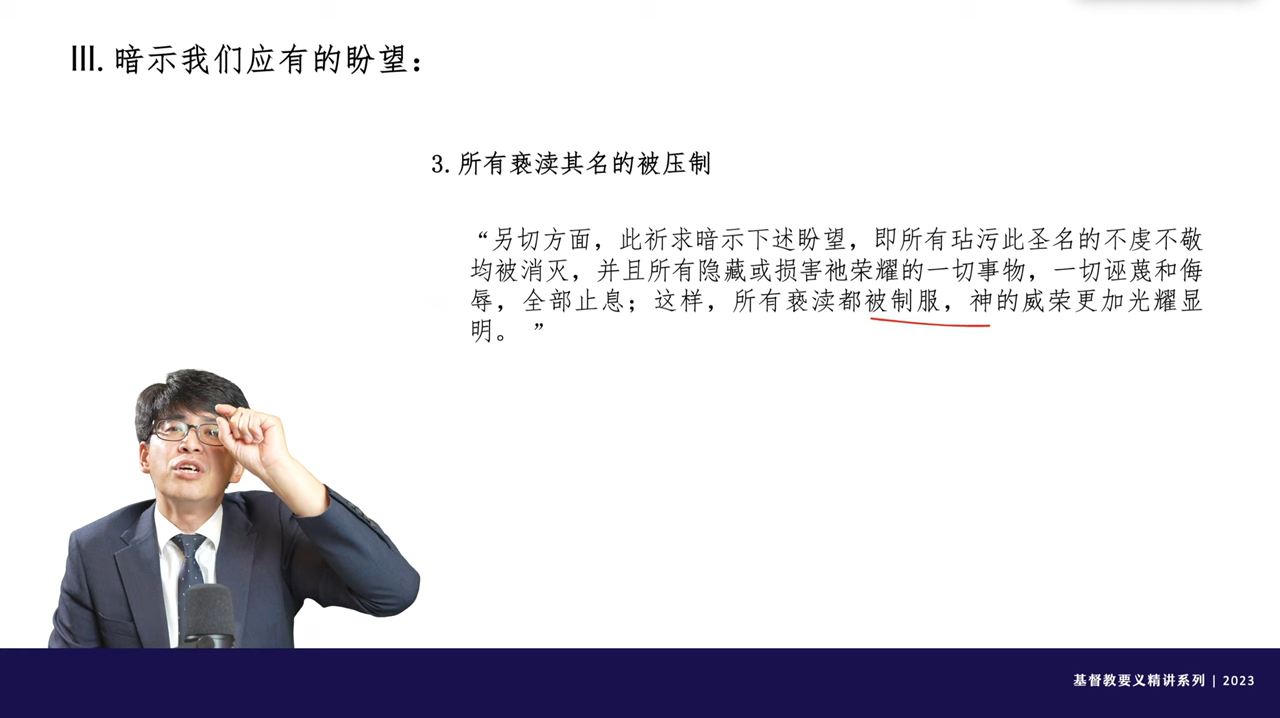 III. 暗示我们应有的盼望：
3. 所有亵渎其名的被压制
“另切方面，此祈求暗示下述盼望，即所有玷污此圣名的不虔不敬
均被消灭，并且所有隐藏或损害祂荣耀的一切事物，一切诬蔑和侮
辱，全部止息；这样，所有亵渎都被制服，神的威荣更加光耀显
明。 ”
基督教要义精讲系列 | 2023